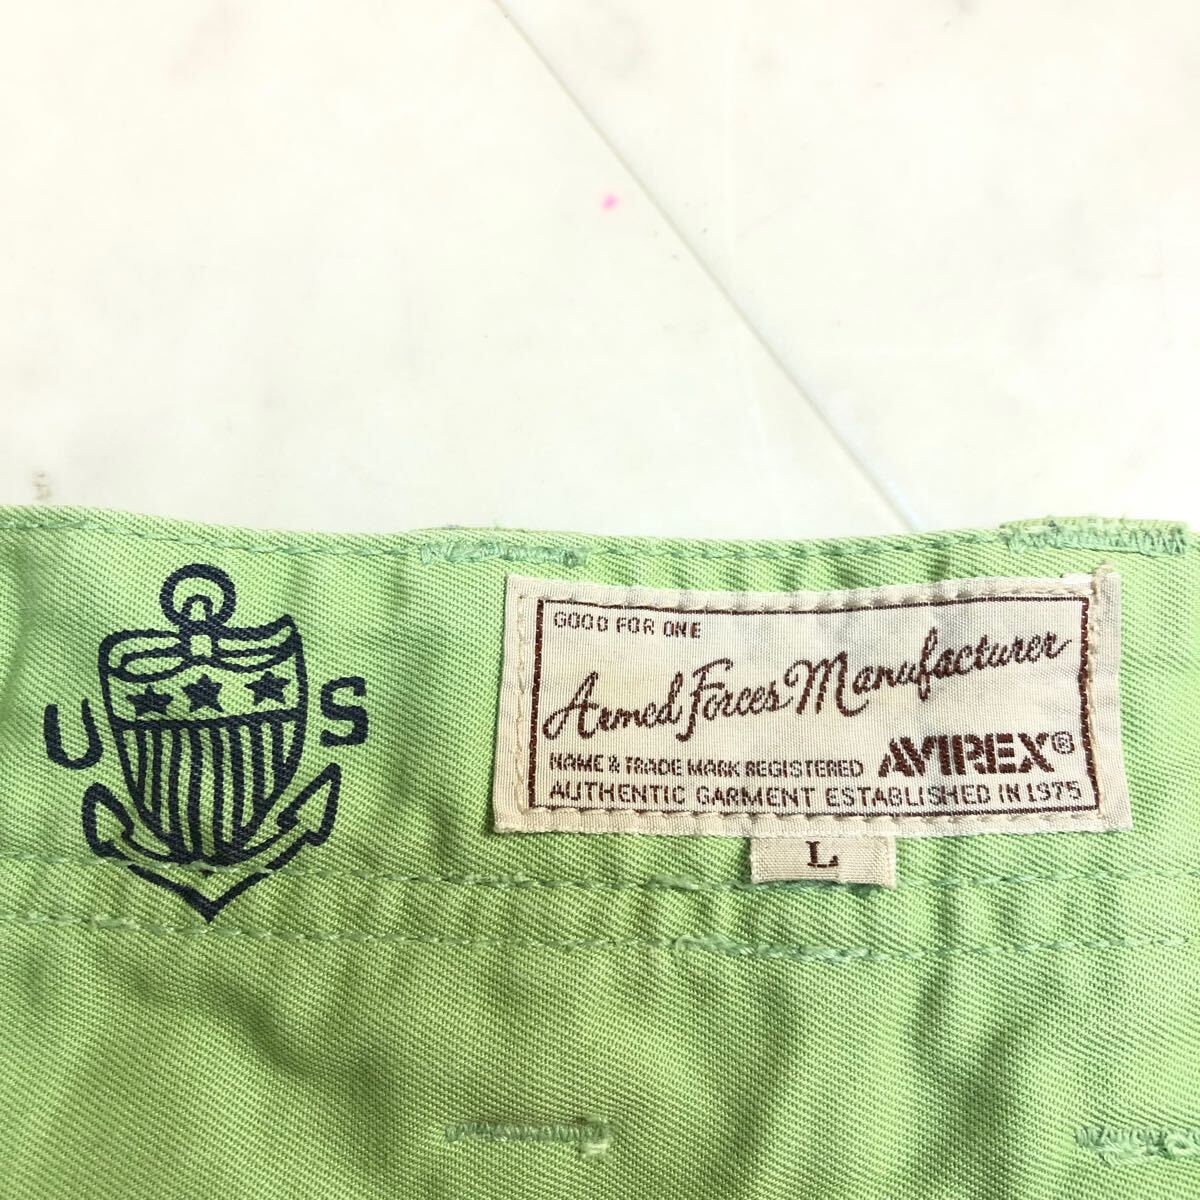 U S
GOOD FOR ONE
Armed Forces Manufacturer
NAME & TRADE MARK REGISTERED AVIREX®
AUTHENTIC GARMENT ESTABLISHED IN 1975
L